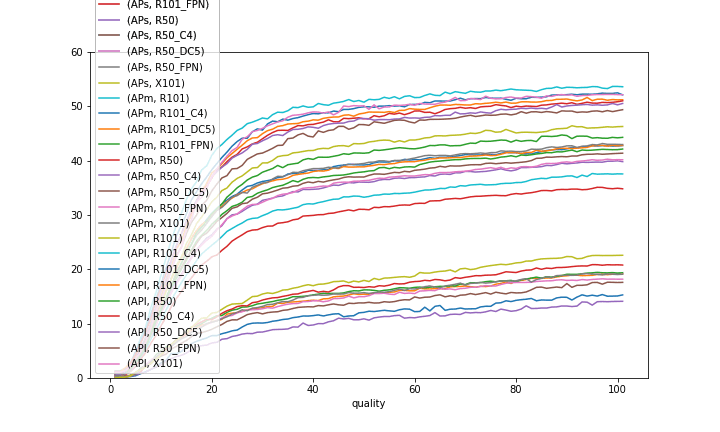 (APs, R101_FPN)
(APs, R50)
(APs, R50_C4)
(APs, R50_DC5)
(APs, R50_FPN)
(APs, X101)
(APm, R101)
(APm, R101_C4)
(APm, R101_DC5)
(APm, R101_FPN)
(APm, R50)
(APm, R50_C4)
(APm, R50_DC5)
(APm, R50_FPN)
(APm, X101)
(APl, R101)
(APl, R101_C4)
(APl, R101_DC5)
(APl, R101_FPN)
(APl, R50)
(APl, R50_C4)
(APl, R50_DC5)
(APl, R50_FPN)
(APl, X101)
60
50
40
30
20
10
0
0 20 40 60 80 100
quality